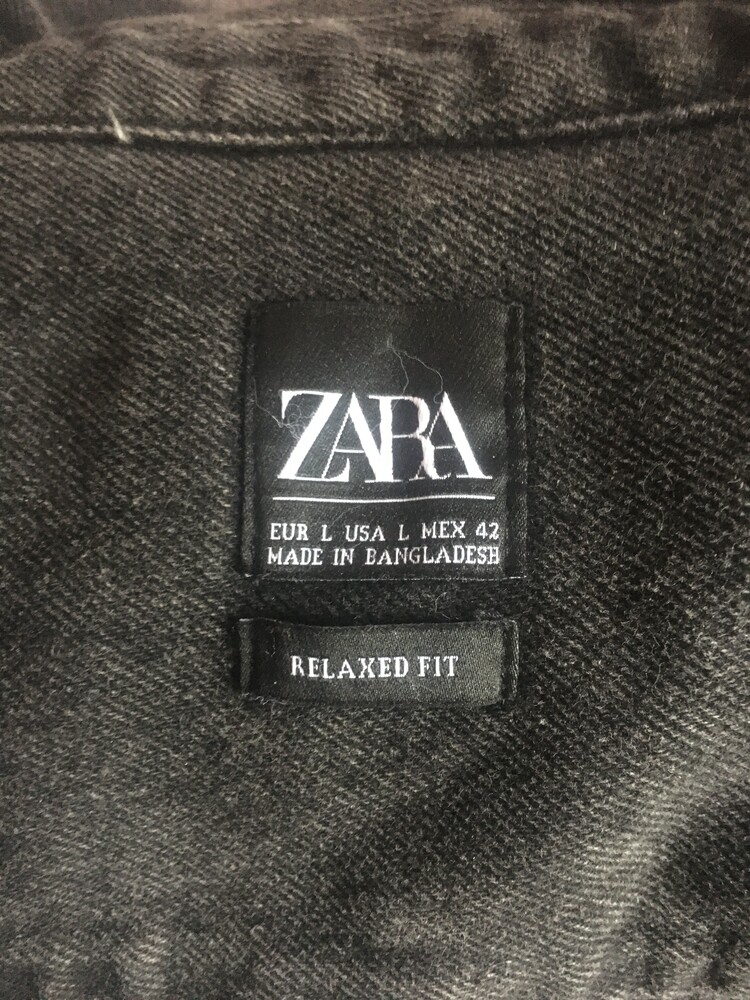 ZARA
EUR L USA L MEX 42
MADE IN BANGLADESH
RELAXED FIT